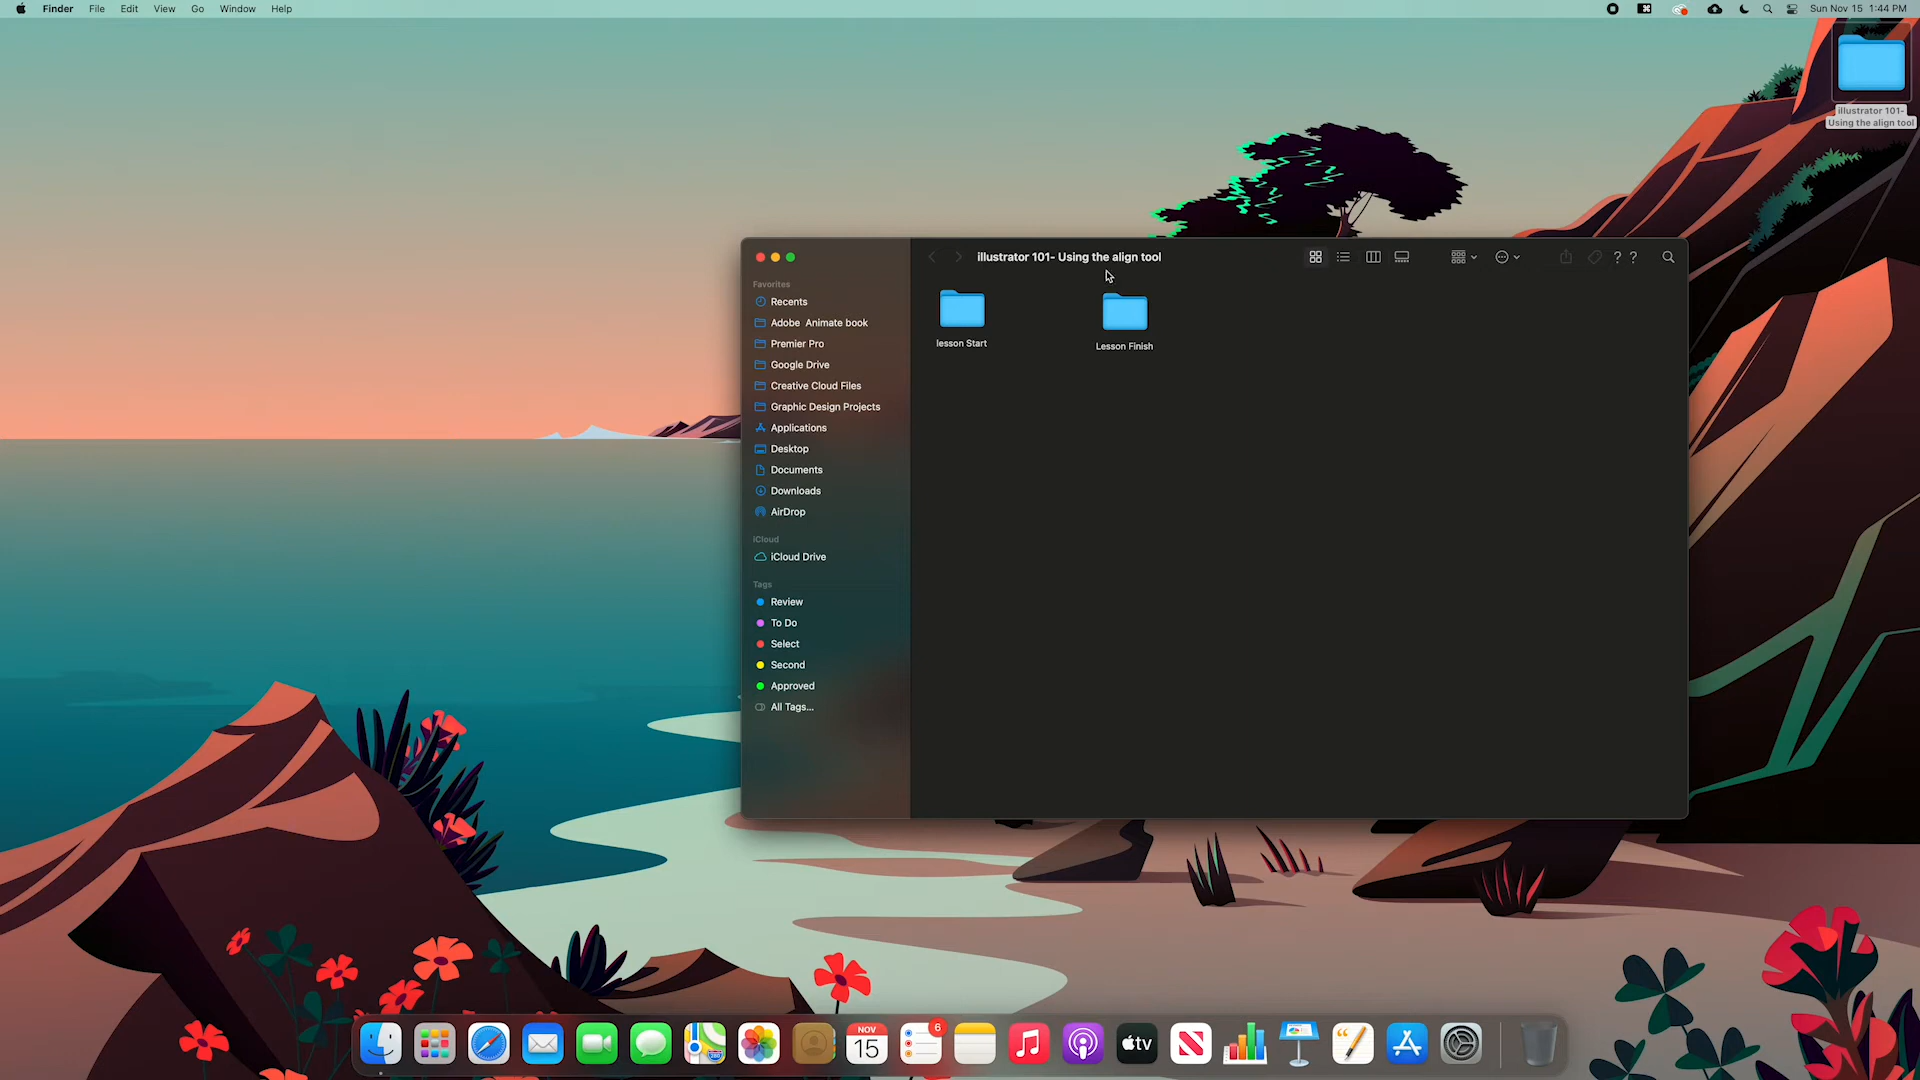 Finder File Edit View Go Window Help
Sun Nov 15 1:44 PM
illustrator 101-
Using the align tool
illustrator 101- Using the align tool
? ?
Favorites
Recents
Adobe Animate book
Premier Pro
Google Drive
Creative Cloud Files
Graphic Design Projects
Applications
Desktop
Documents
Downloads
AirDrop
iCloud
iCloud Drive
Tags
Review
To Do
Select
Second
Approved
All Tags...
lesson Start
Lesson Finish
NOV
15
6
tv